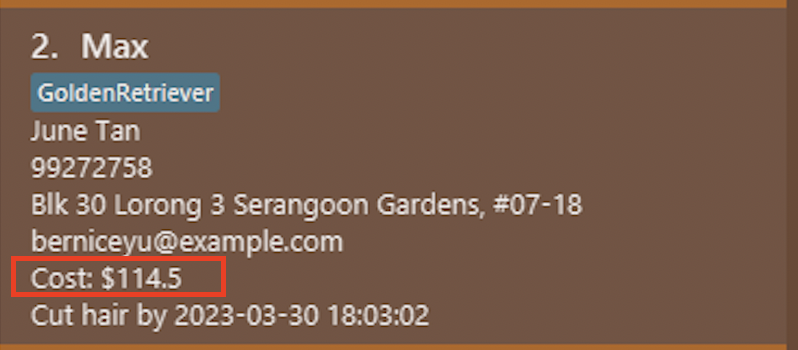 2. Max
GoldenRetriever
June Tan
99272758
Blk 30 Lorong 3 Serangoon Gardens, #07-18
berniceyu@example.com
Cost: $114.5
Cut hair by 2023-03-30 18:03:02